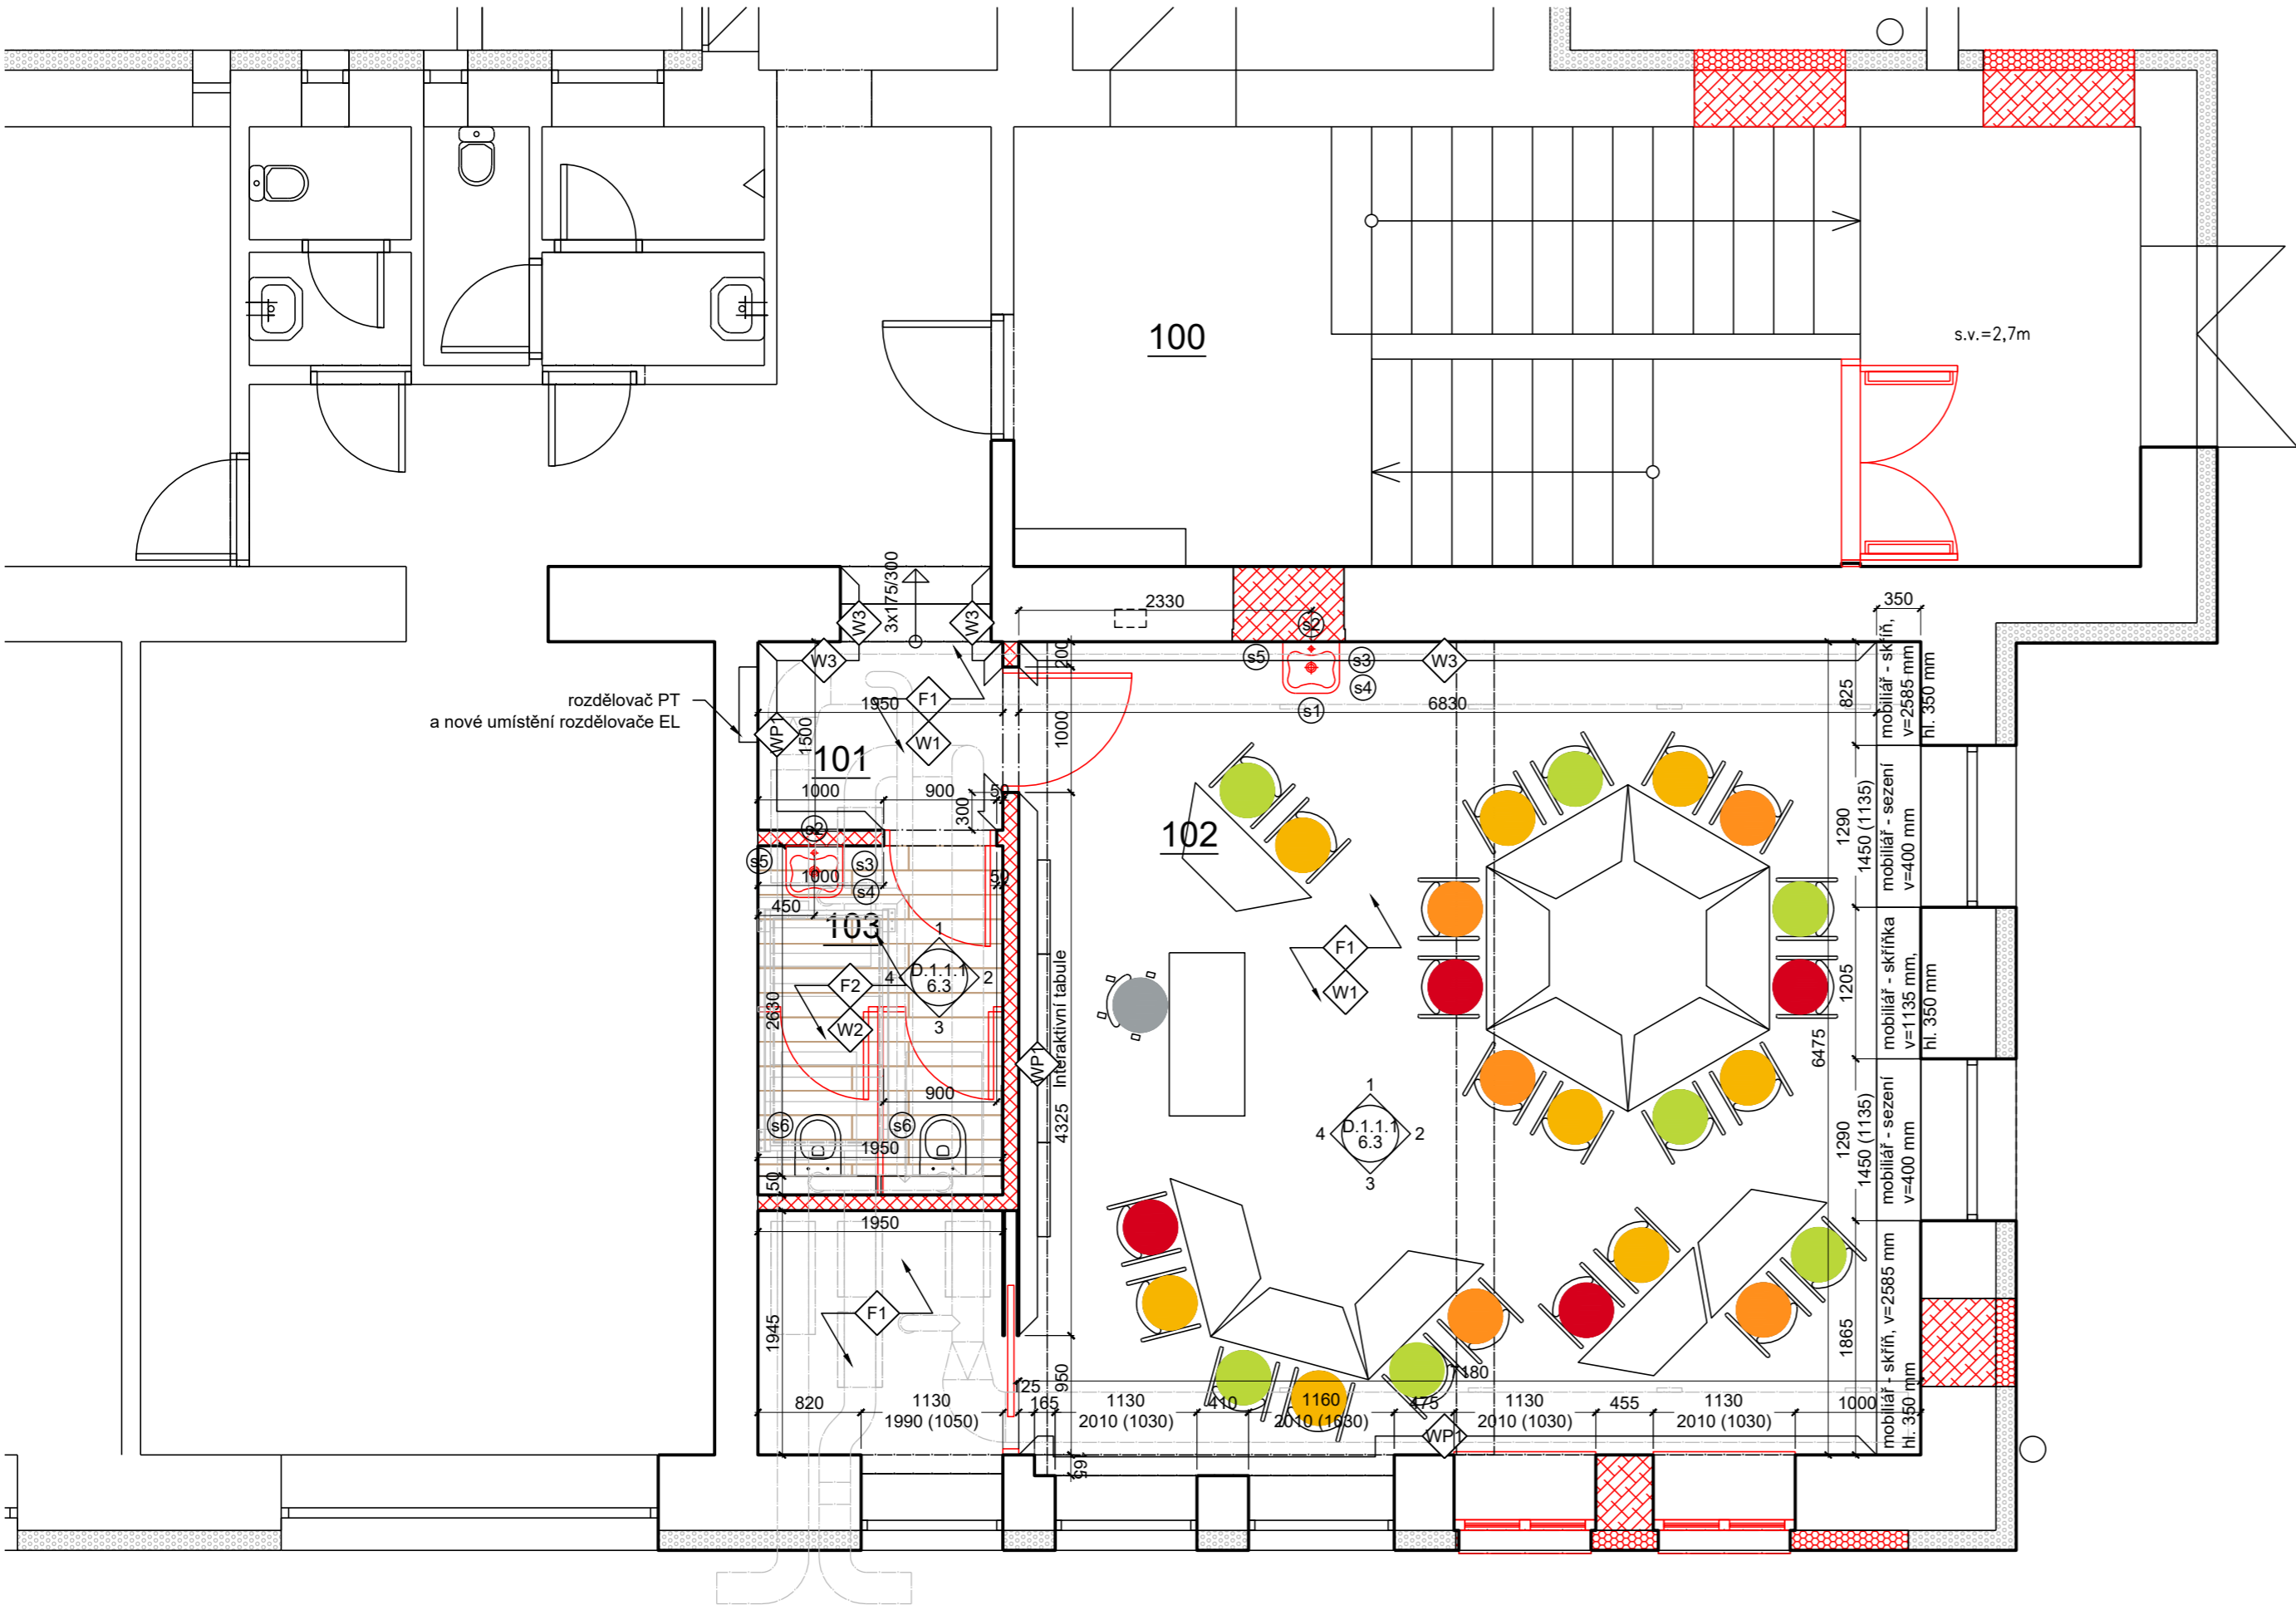 100
s.v.=2,7m
3x175/300
W3
W3
2330
s2
350
W3
s5
s3
W3
s4
s1
200
825
mobiliář - skříň,
v=2585 mm
hl. 350 mm
rozdělovač PT
a nové umístění rozdělovače EL
WP1
1500
1950
F1
W1
6830
1000
101
1000
900
50
300
102
1290
1450 (1135)
mobiliář - sezení
v=400 mm
s2
s5
s3
1000
s4
50
450
103
1
4
D.1.1.1
6.3
2
3
F2
W2
2630
Interaktivní tabule
WP1
4325
F1
W1
1205
mobiliář - skříňka
v=1135 mm,
hl. 350 mm
6475
900
s6
s6
1950
50
1
4
D.1.1.1
6.3
2
3
1290
1450 (1135)
mobiliář - sezení
v=400 mm
1950
1945
F1
950
1865
mobiliář - skříň, v=2585 mm
hl. 350 mm
7180
125
820
1130
1990 (1050)
165
1130
2010 (1030)
410
1160
2010 (1030)
475
1130
2010 (1030)
455
1130
2010 (1030)
1000
WP1
165